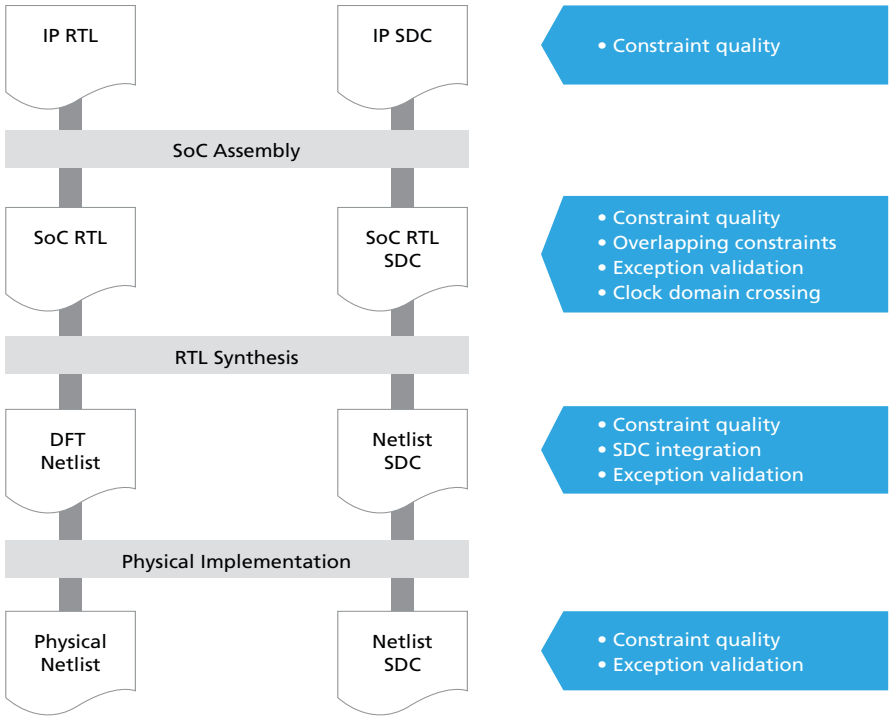 IP RTL
IP SDC
• Constraint quality
SoC Assembly
SoC RTL
SoC RTL
SDC
• Constraint quality
• Overlapping constraints
• Exception validation
• Clock domain crossing
RTL Synthesis
DFT
Netlist
Netlist
SDC
• Constraint quality
• SDC integration
• Exception validation
Physical Implementation
Physical
Netlist
Netlist
SDC
• Constraint quality
• Exception validation